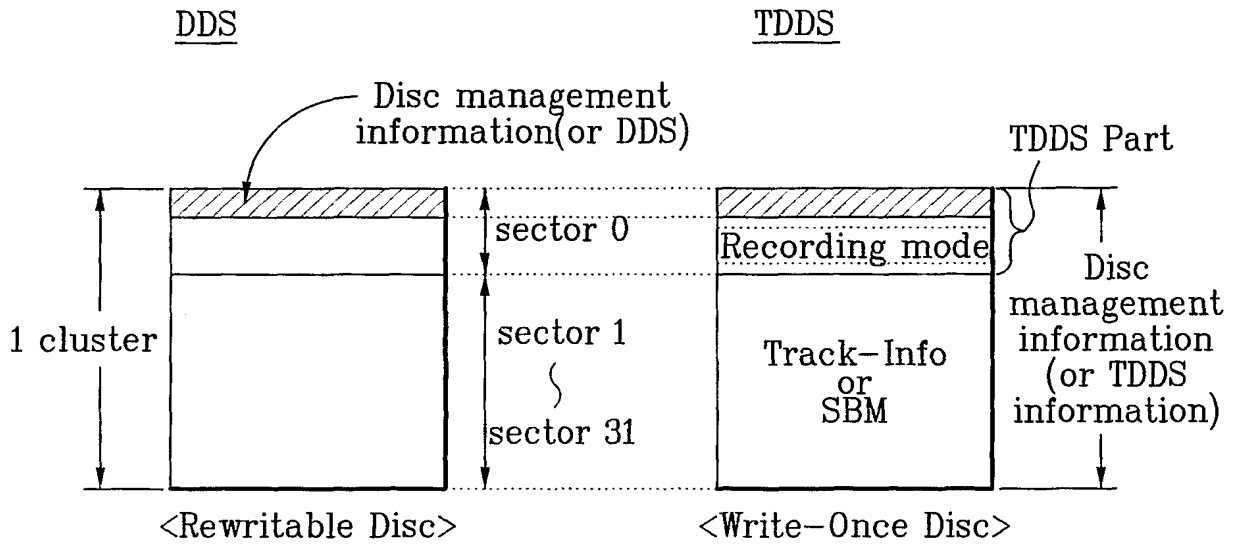 DDS
TDDS
Disc management
information(or DDS)
TDDS Part
sector 0
Recording mode
1 cluster
sector 1
sector 31
Track-Info
or
SBM
Disc
management
information
(or TDDS
information)
<Rewritable Disc>
<Write-Once Disc>